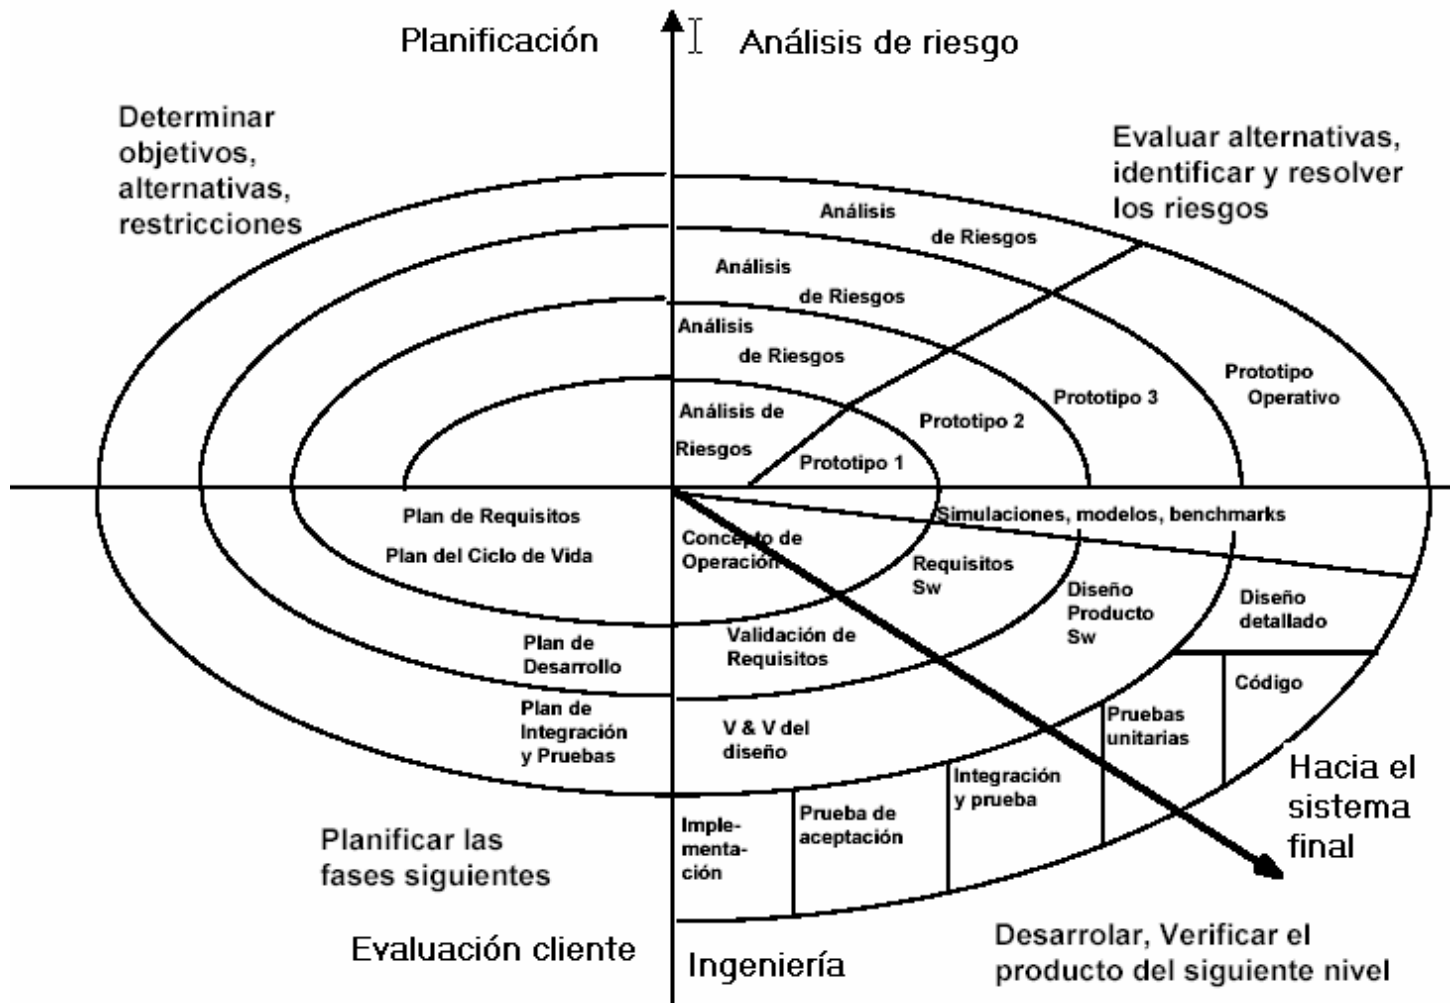 Planificación
Análisis de riesgo
Determinar
objetivos,
alternativas,
restricciones
Evaluar alternativas,
identificar y resolver
los riesgos
Análisis
de Riesgos
Análisis
de Riesgos
Análisis
de Riesgos
Análisis de
Riesgos
Prototipo 1
Prototipo 2
Prototipo 3
Prototipo
Operativo
Plan de Requisitos
Plan del Ciclo de Vida
Concepto de
Operación
Simulaciones, modelos, benchmarks
Requisitos
Sw
Diseño
Producto
Sw
Diseño
detallado
Plan de
Desarrollo
Validación de
Requisitos
Código
Plan de
Integración
y Pruebas
V & V del
diseño
Pruebas
unitarias
Integración
y prueba
Prueba de
aceptación
Imple-
menta-
ción
Hacia el
sistema
final
Planificar las
fases siguientes
Evaluación cliente
Ingeniería
Desarrolar, Verificar el
producto del siguiente nivel